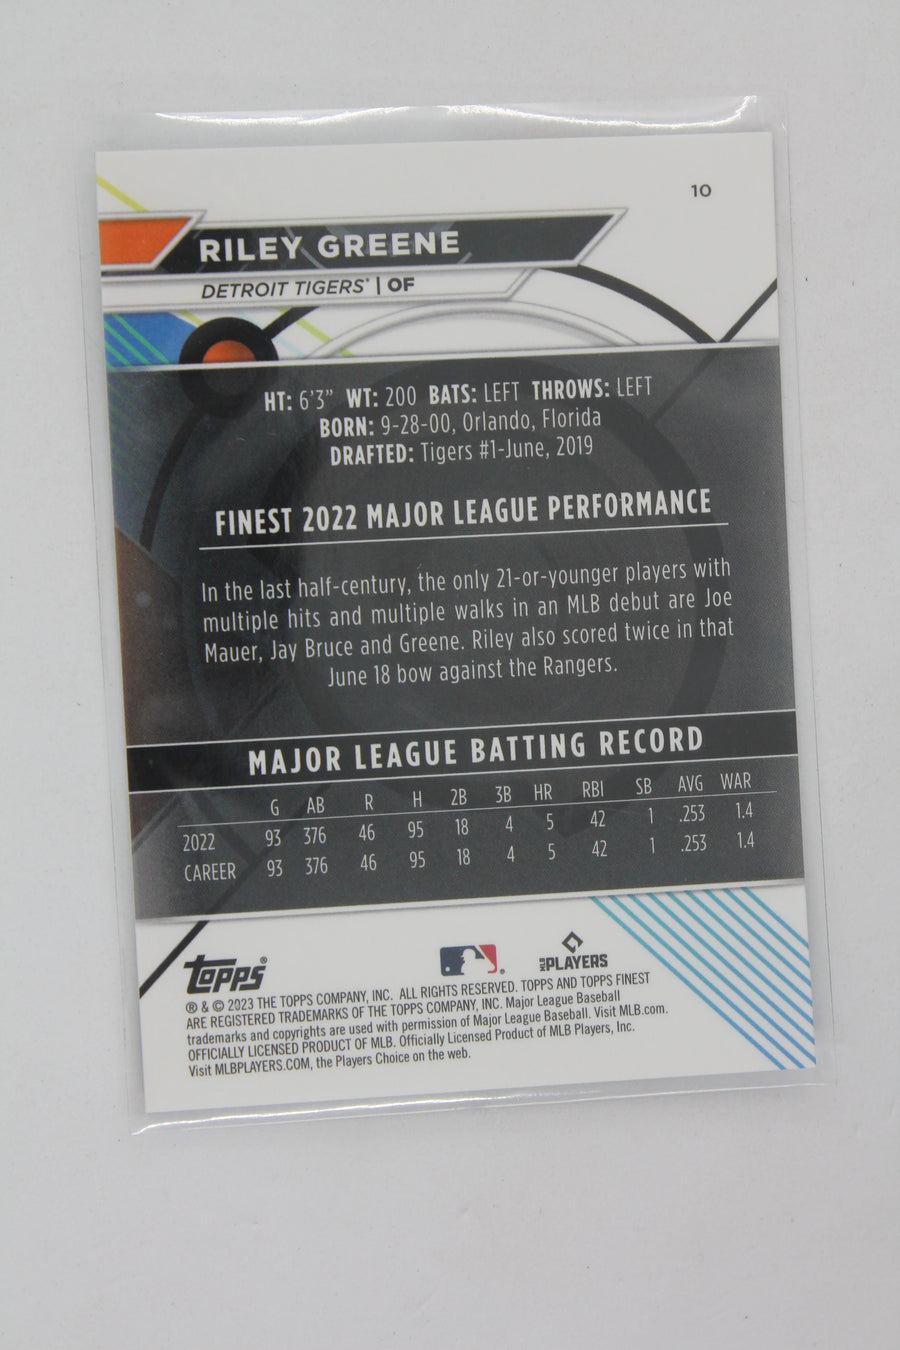 10
RILEY GREENE
DETROIT TIGERS® | OF
HT: 6'3” WT: 200 BATS: LEFT THROWS: LEFT
BORN: 9-28-00, Orlando, Florida
DRAFTED: Tigers #1-June, 2019
FINEST 2022 MAJOR LEAGUE PERFORMANCE
In the last half-century, the only 21-or-younger players with
multiple hits and multiple walks in an MLB debut are Joe
Mauer, Jay Bruce and Greene. Riley also scored twice in that
June 18 bow against the Rangers.
MAJOR LEAGUE BATTING RECORD
G AB R H 2B 3B HR RBI SB AVG WAR
2022 93 376 46 95 18 4 5 42 1 .253 1.4
CAREER 93 376 46 95 18 4 5 42 1 .253 1.4
Topps®
MLB PLAYERS
® & © 2023 THE TOPPS COMPANY, INC. ALL RIGHTS RESERVED. TOPPS AND TOPPS FINEST
ARE REGISTERED TRADEMARKS OF THE TOPPS COMPANY, INC. Major League Baseball
trademarks and copyrights are used with permission of Major League Baseball. Visit MLB.com.
OFFICIALLY LICENSED PRODUCT OF MLB. Officially Licensed Product of MLB Players, Inc.
Visit MLBPLAYERS.COM, the Players Choice on the web.